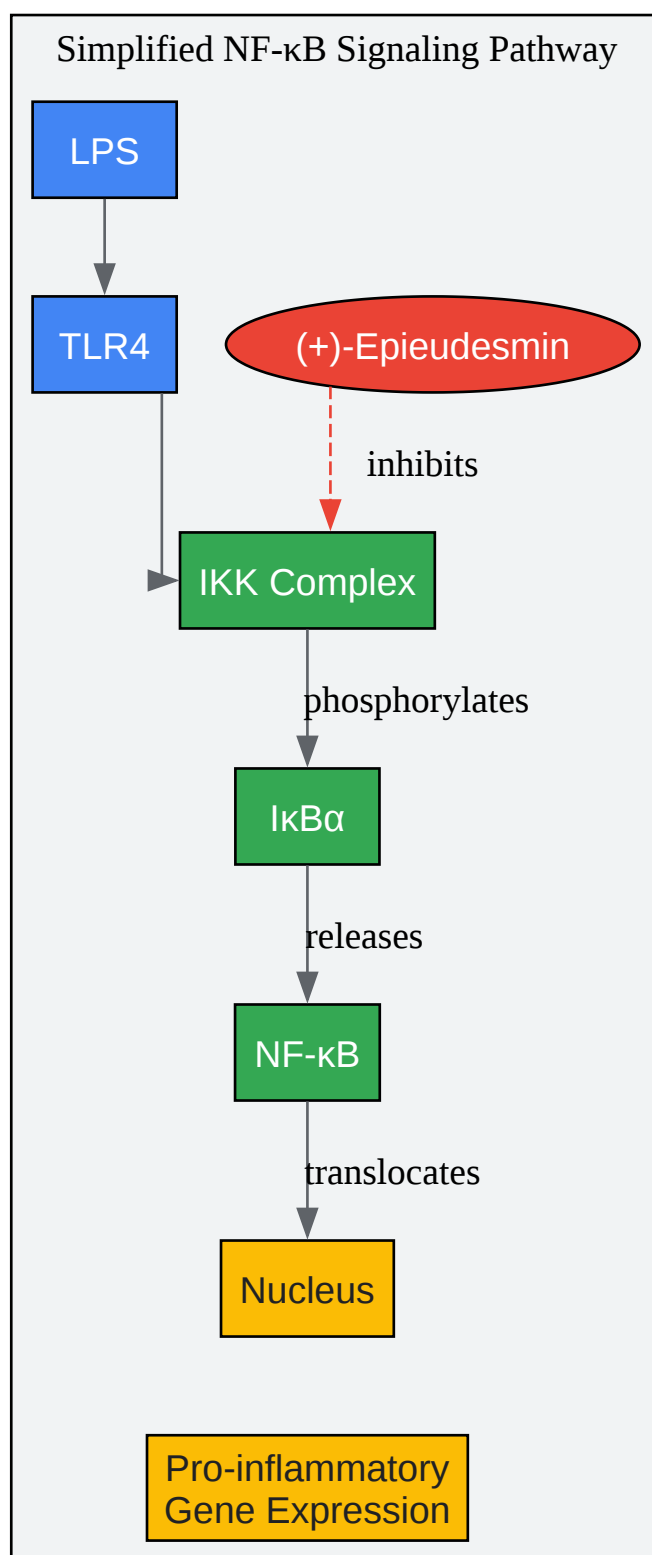 Simplified NF-κB Signaling Pathway
LPS
TLR4
(+)-Epieudesmin
inhibits
IKK Complex
phosphorylates
IκBα
releases
NF-κB
translocates
Nucleus
Pro-inflammatory
Gene Expression